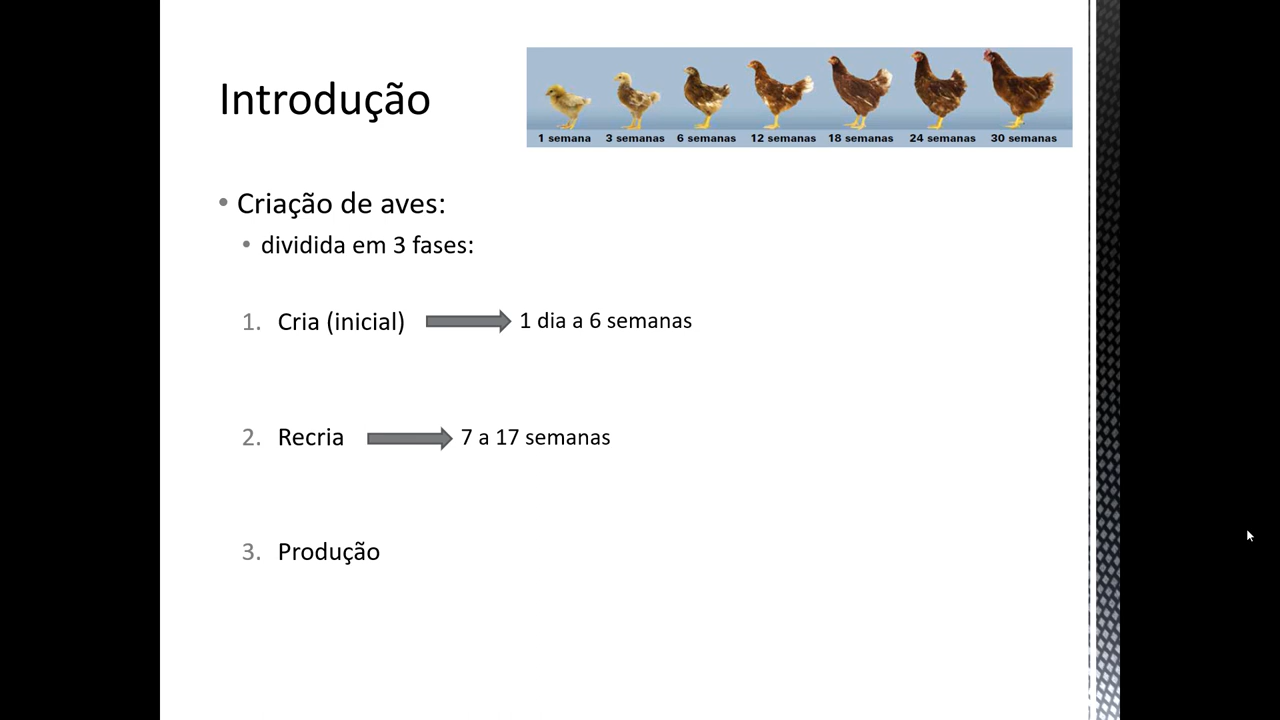 Introdução
1 semana 3 semanas 6 semanas 12 semanas 18 semanas 24 semanas 30 semanas
• Criação de aves:
• dividida em 3 fases:
1. Cria (inicial) 1 dia a 6 semanas
2. Recria 7 a 17 semanas
3. Produção